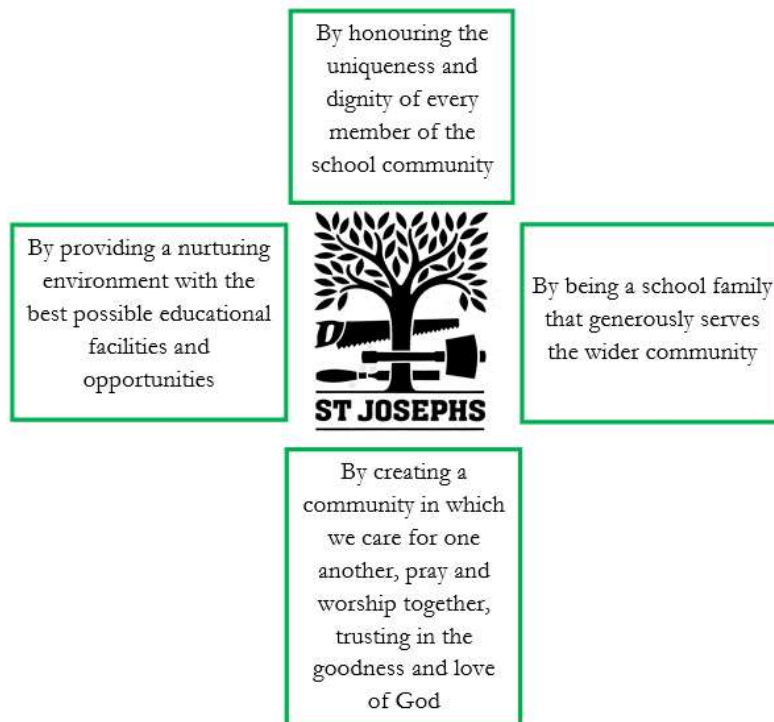 By honouring the
uniqueness and
dignity of every
member of the
school community
By providing a nurturing
environment with the
best possible educational
facilities and
opportunities
ST JOSEPHS
By being a school family
that generously serves
the wider community
By creating a
community in which
we care for one
another, pray and
worship together,
trusting in the
goodness and love
of God